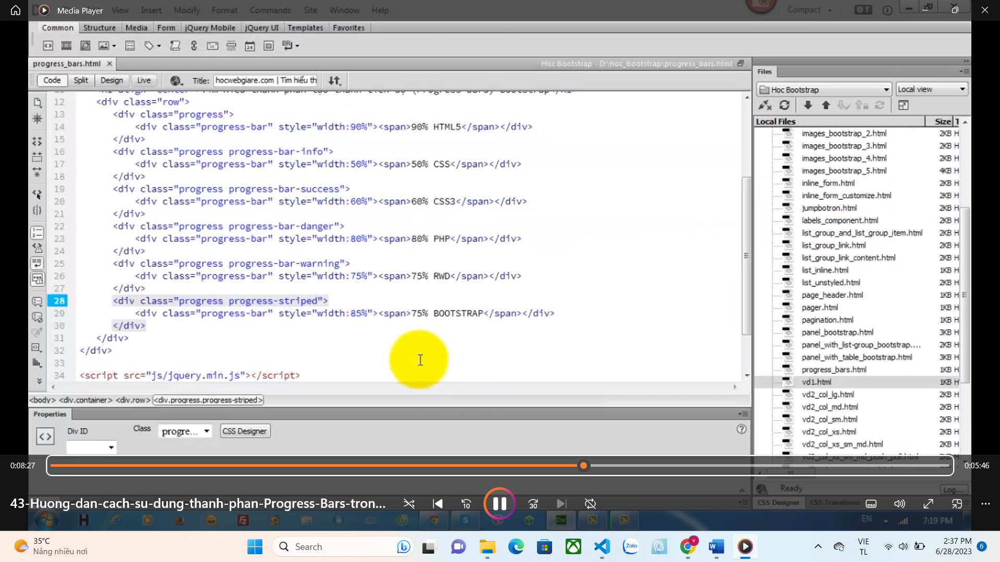 Media Player
View Insert Modify Format Commands Site Window Help
Compact
Common Structure Media Form jQuery Mobile jQuery UI Templates Favorites
progress_bars.html
Hoc Bootstrap - D:\hoc_bootstrap\progress_bars.html
Code Split Design Live Title: hocwebgiare.com | Tìm hiểu th
12 <div class="row">
13 <div class="progress">
14 <div class="progress-bar" style="width:90%"><span>90% HTML5</span></div>
15 </div>
16 <div class="progress progress-bar-info">
17 <div class="progress-bar" style="width:50%"><span>50% CSS</span></div>
18 </div>
19 <div class="progress progress-bar-success">
20 <div class="progress-bar" style="width:60%"><span>60% CSS3</span></div>
21 </div>
22 <div class="progress progress-bar-danger">
23 <div class="progress-bar" style="width:80%"><span>80% PHP</span></div>
24 </div>
25 <div class="progress progress-bar-warning">
26 <div class="progress-bar" style="width:75%"><span>75% RWD</span></div>
27 </div>
28 <div class="progress progress-striped">
29 <div class="progress-bar" style="width:85%"><span>75% BOOTSTRAP</span></div>
30 </div>
31 </div>
32 </div>
33
34 <script src="js/jquery.min.js"></script>
<body> <div.container> <div.row> <div.progress.progress-striped>
Properties
Div ID
Class progre... CSS Designer
Files
Hoc Bootstrap Local view
Local Files Size T
images_bootstrap_2.html 2KB H
images_bootstrap_3.html 2KB H
images_bootstrap_4.html 2KB H
images_bootstrap_5.html 4KB H
inline_form.html 2KB H
inline_form_customize.html 2KB H
jumpbotron.html 2KB H
labels_component.html 2KB H
list_group_and_list_group_item.html 2KB H
list_group_link.html 2KB H
list_group_link_content.html 2KB H
list_inline.html 1KB H
list_unstyled.html 2KB H
page_header.html 1KB H
pager.html 1KB H
pagination.html 1KB H
panel_bootstrap.html 3KB H
panel_with_list-group_bootstrap.... 2KB H
panel_with_table_bootstrap.html 3KB H
progress_bars.html 1KB H
vd1.html 1KB H
vd2_col_lg.html 2KB H
vd2_col_md.html 2KB H
vd2_col_sm.html 2KB H
vd2_col_xs.html 2KB H
vd2_col_xs_sm_md.html 2KB H
vd2_col_xs_sm_md_push_pull.html
Ready Log...
CSS Designer CSS Transitions
0:08:27
0:05:46
43-Huong-dan-cach-su-dung-thanh-phan-Progress-Bars-tron...
10
30
EN
7:19 PM
35°C
Nắng nhiều nơi
Search
Zalo
VIE
TL
2:37 PM
6/28/2023
6